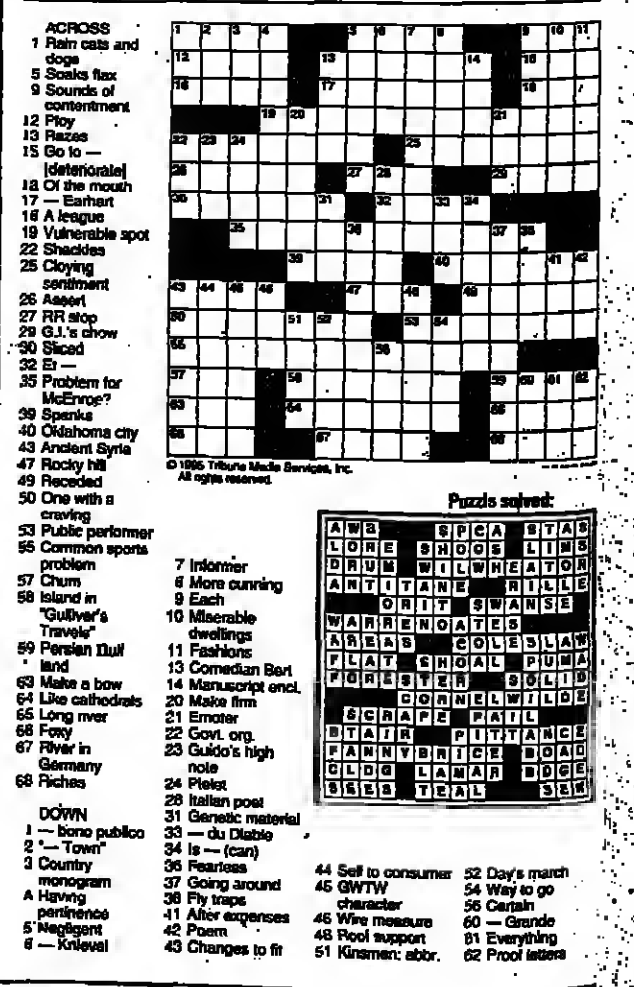 ACROSS
1 Rain cats and
dogs
5 Soaks flax
9 Sounds of
contentment
12 Ploy
13 Razes
15 Go to —
[deteriorate]
18 Of the mouth
17 — Earhart
16 A league
19 Vulnerable spot
22 Shackles
25 Cloying
sentiment
26 Assert
27 RR stop
29 G.I.'s chow
30 Sliced
32 Et —
35 Problem for
McEnroe?
39 Spanks
40 Oklahoma city
43 Ancient Syria
47 Rocky hill
49 Receded
50 One with a
craving
53 Public performer
55 Common sports
problem
57 Chum
58 Island in
"Gulliver's
Travels"
59 Persian Gulf
land
63 Make a bow
64 Like cathedrals
65 Long river
66 Foxy
67 River in
Germany
68 Riches
DOWN
1 — bono publico
2 "— Town"
3 Country
monogram
4 Having
pertinence
5 Negligent
6 — Knievel
7 Informer
8 More cunning
9 Each
10 Miserable
dwellings
11 Fashions
13 Comedian Bert
14 Manuscript encl.
20 Make firm
21 Emoter
22 Govt. org.
23 Guido's high
note
24 Pleist
28 Italian poet
31 Genetic material
33 — du Diable
34 Is — (can)
36 Fearless
37 Going around
38 Fly traps
41 After expenses
42 Poem
43 Changes to fit
44 Sell to consumer
45 GWTW
character
46 Wire measure
48 Roof support
51 Kinsmen: abbr.
52 Day's march
54 Way to go
56 Certain
60 — Grande
61 Everything
62 Proof letters
© 1995 Tribune Media Services, Inc.
All rights reserved.
Puzzle solved:
AWS SPCA STAS
LORE SHOOS LIMB
DRUM WILWHEATON
ANTITANE RILLE
ORIT SWANSE
WARRENOATES
AREAS COLESLAW
FLAT SHOAL PUMA
FORESTER SOLID
CORNELWILDE
SCRAPE PAIL
BTAIR PITTANCE
FANNYBRICE BOAD
CLDG LAMAR BDGE
SEES TEAL SEW